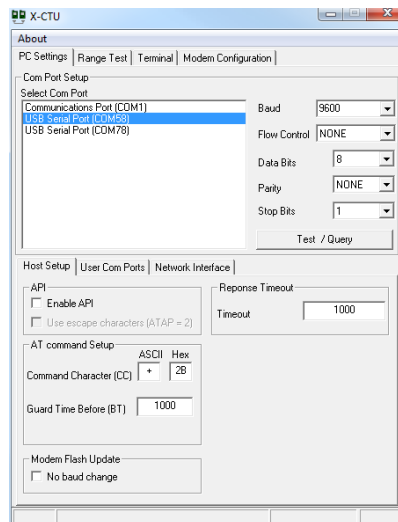 X-CTU
About
PC Settings Range Test Terminal Modem Configuration
Com Port Setup
Select Com Port
Communications Port (COM1)
USB Serial Port (COM58)
USB Serial Port (COM78)
Baud 9600
Flow Control NONE
Data Bits 8
Parity NONE
Stop Bits 1
Test / Query
Host Setup User Com Ports Network Interface
API
Enable API
Use escape characters (ATAP = 2)
Reponse Timeout
Timeout 1000
AT command Setup
ASCII Hex
Command Character (CC) + 2B
Guard Time Before (BT) 1000
Modem Flash Update
No baud change